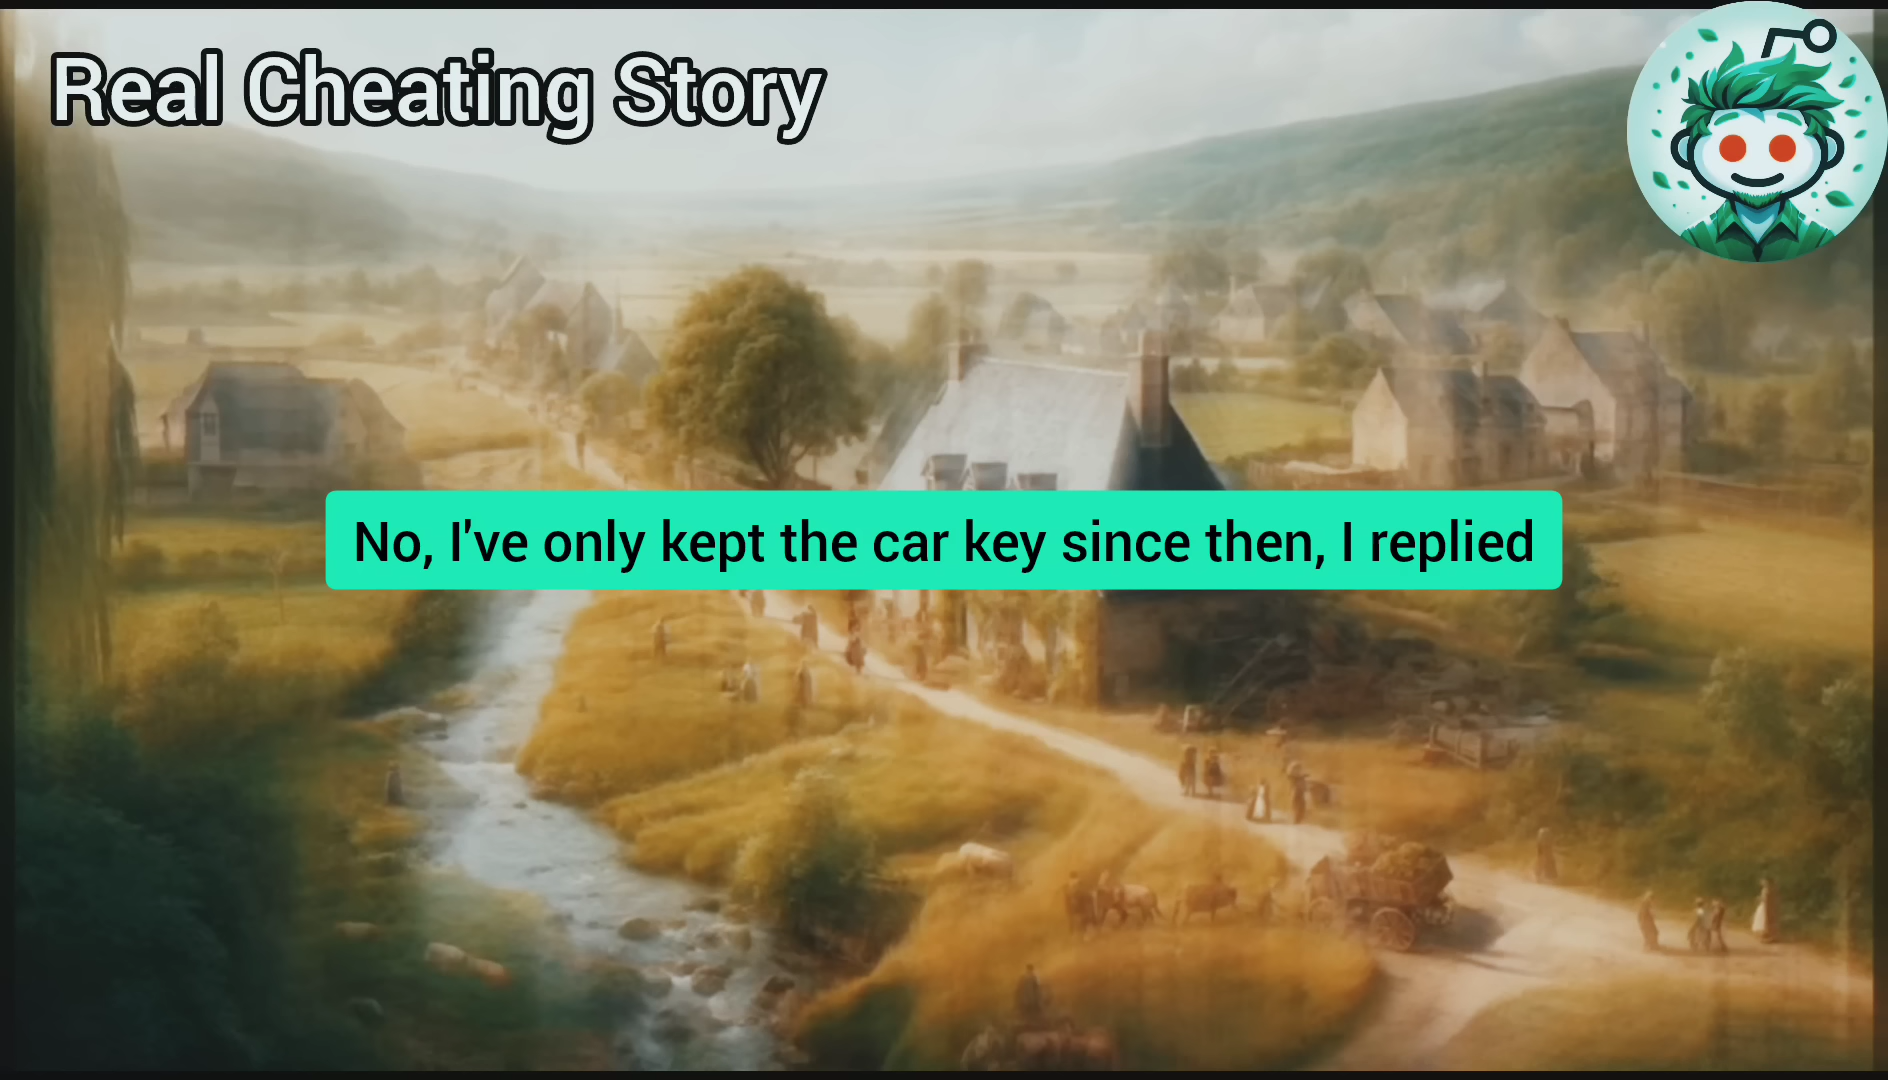 Real Cheating Story
No, I've only kept the car key since then, I replied